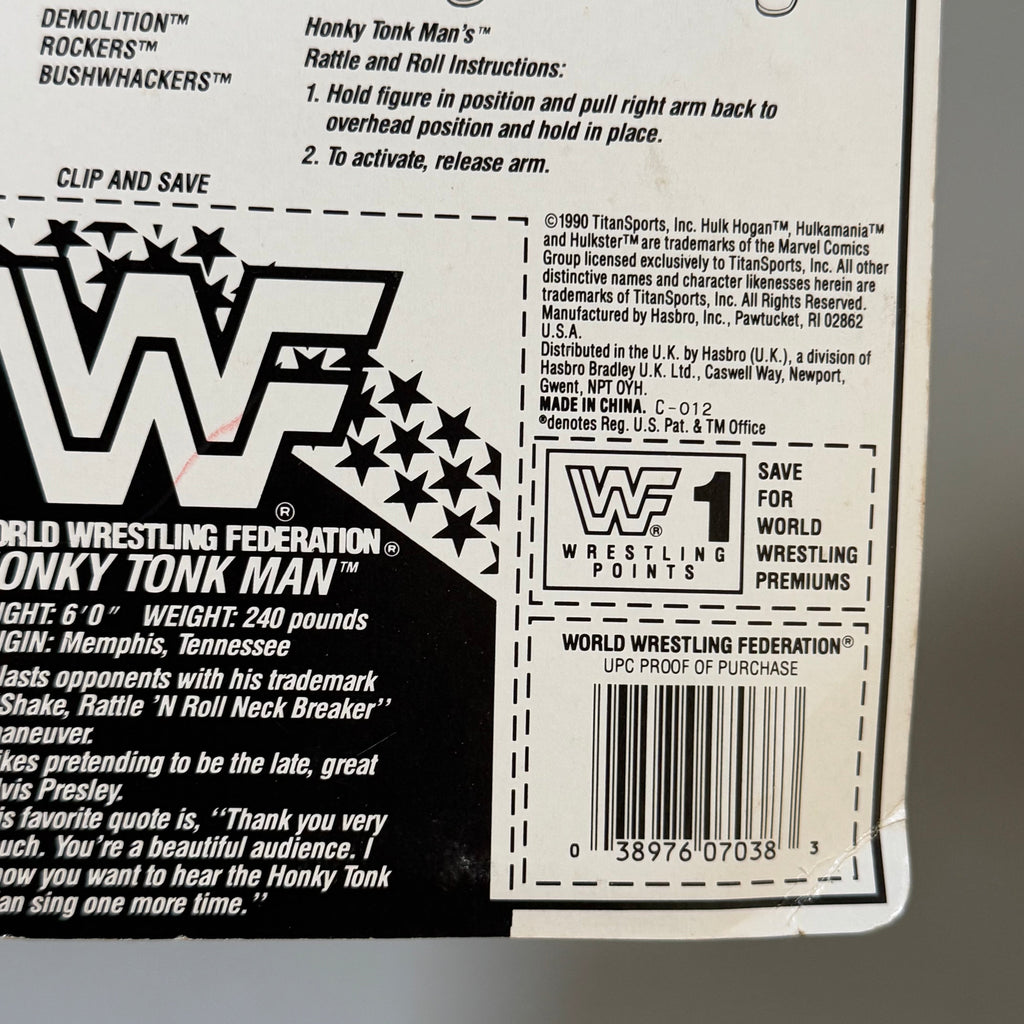 DEMOLITION™
ROCKERS™
BUSHWHACKERS™
Honky Tonk Man's™
Rattle and Roll Instructions:
1. Hold figure in position and pull right arm back to
overhead position and hold in place.
2. To activate, release arm.
CLIP AND SAVE
©1990 TitanSports, Inc. Hulk Hogan™, Hulkamania™
and Hulkster™ are trademarks of the Marvel Comics
Group licensed exclusively to TitanSports, Inc. All other
distinctive names and character likenesses herein are
trademarks of TitanSports, Inc. All Rights Reserved.
Manufactured by Hasbro, Inc., Pawtucket, RI 02862
U.S.A.
Distributed in the U.K. by Hasbro (U.K.), a division of
Hasbro Bradley U.K. Ltd., Caswell Way, Newport,
Gwent, NPT OYH.
MADE IN CHINA. C-012
®denotes Reg. U.S. Pat. & TM Office
WF®
ORLD WRESTLING FEDERATION®
ONKY TONK MAN™
IGHT: 6'0" WEIGHT: 240 pounds
IGIN: Memphis, Tennessee
lasts opponents with his trademark
Shake, Rattle 'N Roll Neck Breaker''
aneuver.
kes pretending to be the late, great
lvis Presley.
is favorite quote is, ‘‘Thank you very
uch. You're a beautiful audience. I
ow you want to hear the Honky Tonk
an sing one more time.’’
WF® 1
WRESTLING
POINTS
SAVE
FOR
WORLD
WRESTLING
PREMIUMS
WORLD WRESTLING FEDERATION®
UPC PROOF OF PURCHASE
0 38976 07038 3